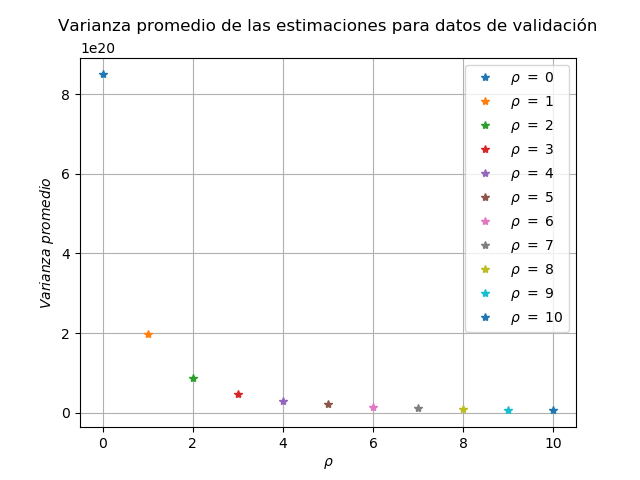 Varianza promedio de las estimaciones para datos de validación
1e20
8
6
4
2
0
Varianza promedio
0 2 4 6 8 10
ρ
ρ = 0
ρ = 1
ρ = 2
ρ = 3
ρ = 4
ρ = 5
ρ = 6
ρ = 7
ρ = 8
ρ = 9
ρ = 10